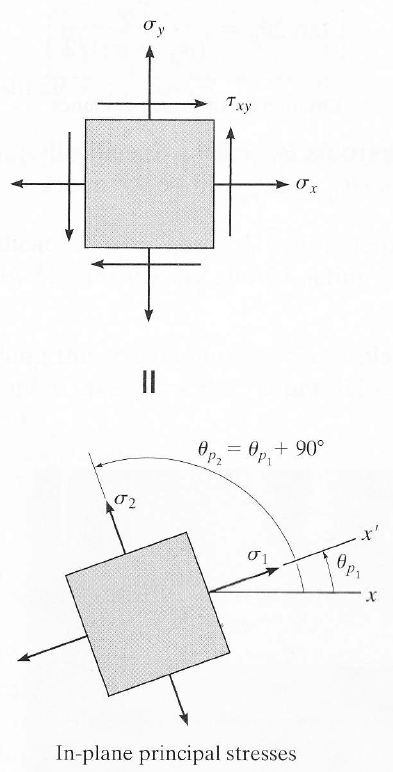 σy
τxy
σx
θp2 = θp1 + 90°
σ2
x′
σ1
θp1
x
In-plane principal stresses